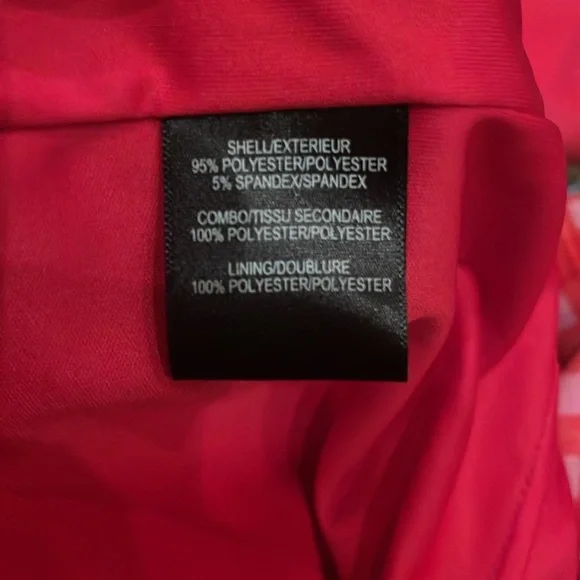 SHELL/EXTERIEUR
95% POLYESTER/POLYESTER
5% SPANDEX/SPANDEX
COMBO/TISSU SECONDAIRE
100% POLYESTER/POLYESTER
LINING/DOUBLURE
100% POLYESTER/POLYESTER